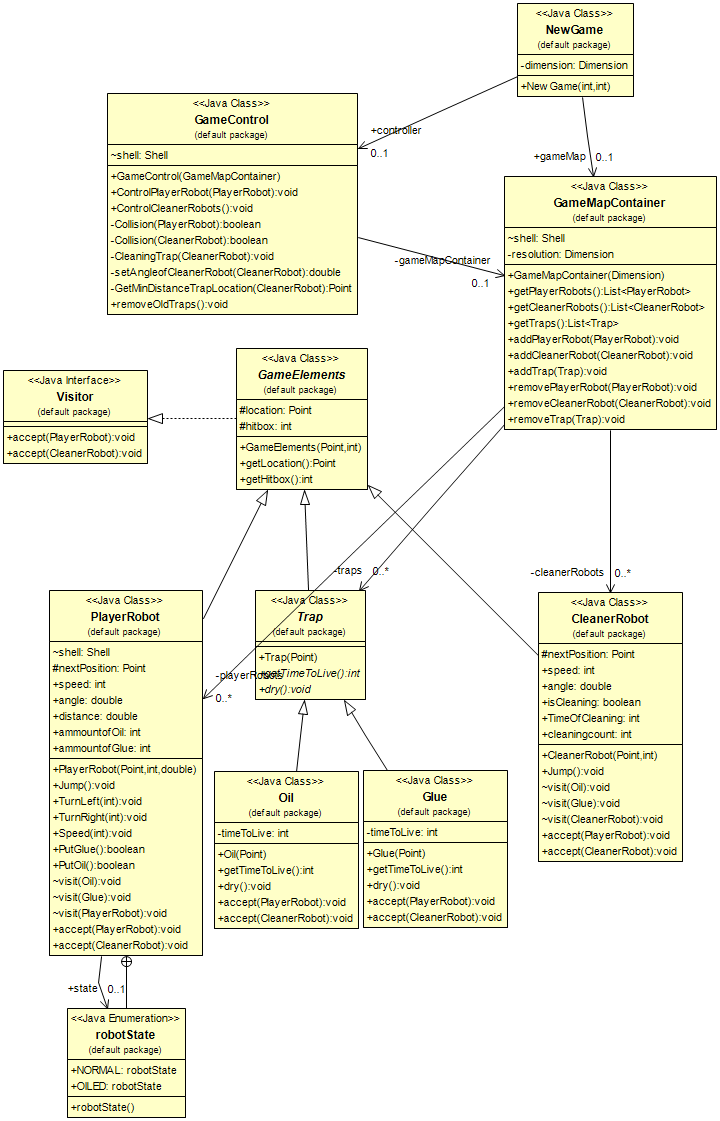 <<Java Class>>
NewGame
(default package)
-dimension: Dimension
+New Game(int,int)
+controller
0..1
+gameMap
0..1
<<Java Class>>
GameControl
(default package)
~shell: Shell
+GameControl(GameMapContainer)
+ControlPlayerRobot(PlayerRobot):void
+ControlCleanerRobots():void
-Collision(PlayerRobot):boolean
-Collision(CleanerRobot):boolean
-CleaningTrap(CleanerRobot):void
-setAngleofCleanerRobot(CleanerRobot):double
-GetMinDistanceTrapLocation(CleanerRobot):Point
+removeOldTraps():void
-gameMapContainer
0..1
<<Java Class>>
GameMapContainer
(default package)
~shell: Shell
-resolution: Dimension
+GameMapContainer(Dimension)
+getPlayerRobots():List<PlayerRobot>
+getCleanerRobots():List<CleanerRobot>
+getTraps():List<Trap>
+addPlayerRobot(PlayerRobot):void
+addCleanerRobot(CleanerRobot):void
+addTrap(Trap):void
+removePlayerRobot(PlayerRobot):void
+removeCleanerRobot(CleanerRobot):void
+removeTrap(Trap):void
<<Java Interface>>
Visitor
(default package)
+accept(PlayerRobot):void
+accept(CleanerRobot):void
<<Java Class>>
GameElements
(default package)
#location: Point
#hitbox: int
+GameElements(Point,int)
+getLocation():Point
+getHitbox():int
-traps
0..*
-cleanerRobots
0..*
-playerRobots
0..*
<<Java Class>>
PlayerRobot
(default package)
~shell: Shell
#nextPosition: Point
+speed: int
+angle: double
+distance: double
+ammountofOil: int
+ammountofGlue: int
+PlayerRobot(Point,int,double)
+Jump():void
+TurnLeft(int):void
+TurnRight(int):void
+Speed(int):void
+PutGlue():boolean
+PutOil():boolean
~visit(Oil):void
~visit(Glue):void
~visit(PlayerRobot):void
+accept(PlayerRobot):void
+accept(CleanerRobot):void
<<Java Class>>
Trap
(default package)
+Trap(Point)
+getTimeToLive():int
+dry():void
<<Java Class>>
CleanerRobot
(default package)
#nextPosition: Point
+speed: int
+angle: double
+isCleaning: boolean
+TimeOfCleaning: int
+cleaningcount: int
+CleanerRobot(Point,int)
+Jump():void
~visit(Oil):void
~visit(Glue):void
~visit(CleanerRobot):void
+accept(PlayerRobot):void
+accept(CleanerRobot):void
<<Java Class>>
Oil
(default package)
-timeToLive: int
+Oil(Point)
+getTimeToLive():int
+dry():void
+accept(PlayerRobot):void
+accept(CleanerRobot):void
<<Java Class>>
Glue
(default package)
-timeToLive: int
+Glue(Point)
+getTimeToLive():int
+dry():void
+accept(PlayerRobot):void
+accept(CleanerRobot):void
+state
0..1
<<Java Enumeration>>
robotState
(default package)
+NORMAL: robotState
+OILED: robotState
+robotState()